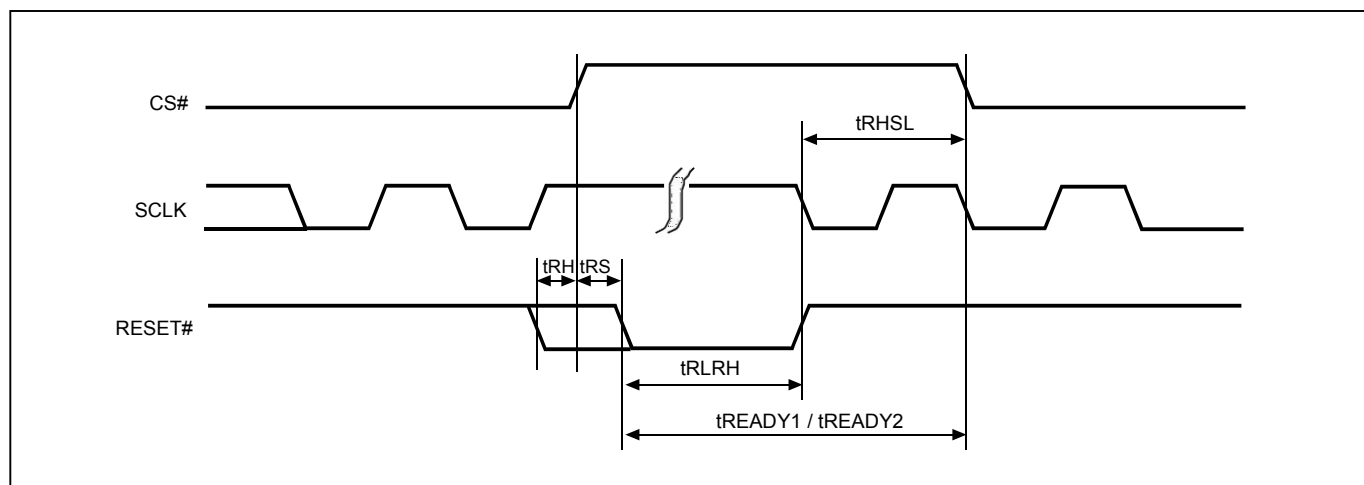 CS#
tRHSL
SCLK
tRH tRS
RESET#
tRLRH
tREADY1 / tREADY2